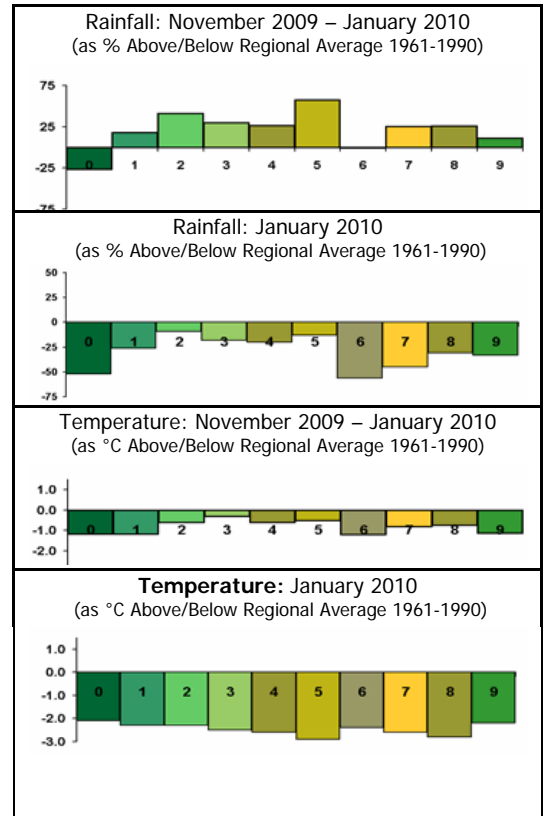 Rainfall: November 2009 – January 2010
(as % Above/Below Regional Average 1961-1990)
75
25
-25
-75
0 1 2 3 4 5 6 7 8 9
Rainfall: January 2010
(as % Above/Below Regional Average 1961-1990)
50
25
0
-25
-50
-75
0 1 2 3 4 5 6 7 8 9
Temperature: November 2009 – January 2010
(as °C Above/Below Regional Average 1961-1990)
1.0
0.0
-1.0
-2.0
0 1 2 3 4 5 6 7 8 9
Temperature: January 2010
(as °C Above/Below Regional Average 1961-1990)
1.0
0.0
-1.0
-2.0
-3.0
0 1 2 3 4 5 6 7 8 9